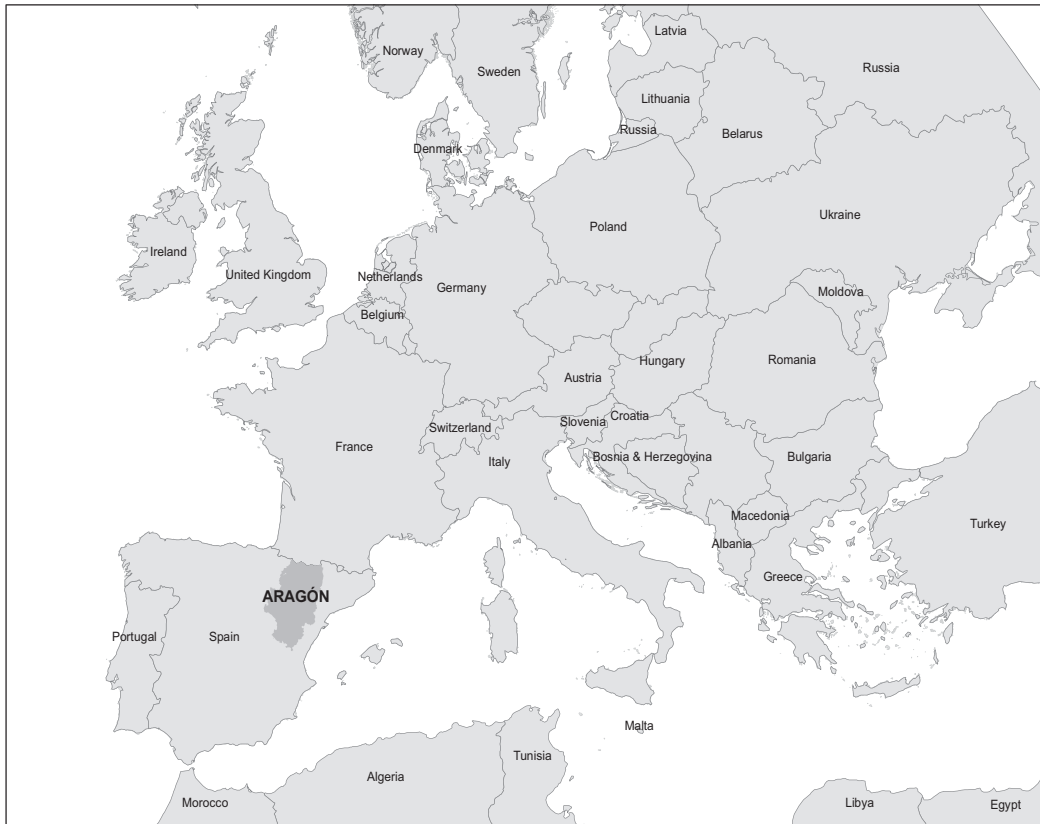 Latvia
Norway
Russia
Sweden
Lithuania
Russia
Belarus
Denmark
Ukraine
Poland
Ireland
United Kingdom
Netherlands
Germany
Moldova
Belgium
Hungary
Romania
Austria
Croatia
Slovenia
Switzerland
France
Bosnia & Herzegovina
Bulgaria
Italy
Macedonia
Turkey
Albania
Greece
ARAGÓN
Portugal
Spain
Malta
Tunisia
Algeria
Morocco
Libya
Egypt